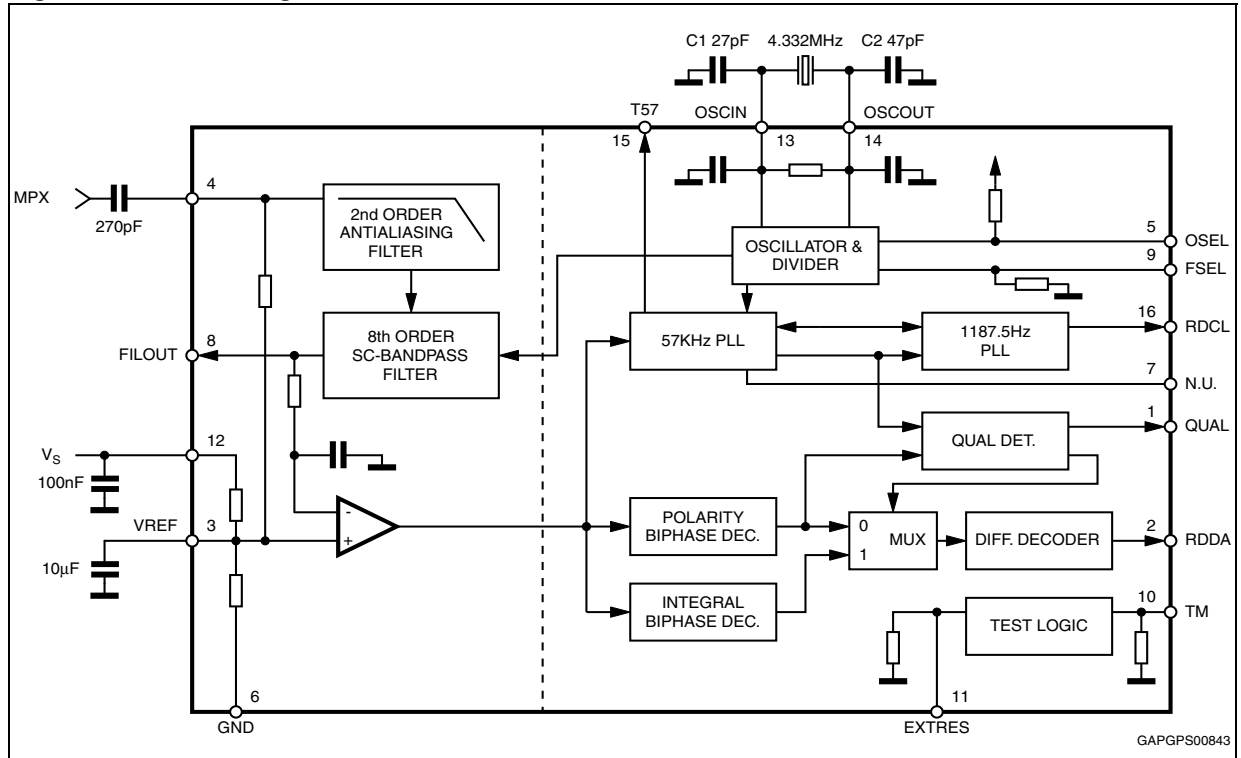 C1 27pF 4.332MHz C2 47pF
T57 OSCIN OSCOUT
15 13 14
MPX
270pF
4
2nd ORDER
ANTIALIASING
FILTER
OSCILLATOR &
DIVIDER
5
OSEL
9
FSEL
8th ORDER
SC-BANDPASS
FILTER
8
FILOUT
57KHz PLL
1187.5Hz
PLL
16
RDCL
7
N.U.
12
VS
100nF
QUAL DET.
1
QUAL
VREF
3
10µF
-
+
POLARITY
BIPHASE DEC.
0
1
MUX
DIFF. DECODER
2
RDDA
INTEGRAL
BIPHASE DEC.
TEST LOGIC
10
TM
6
GND
11
EXTRES
GAPGPS00843